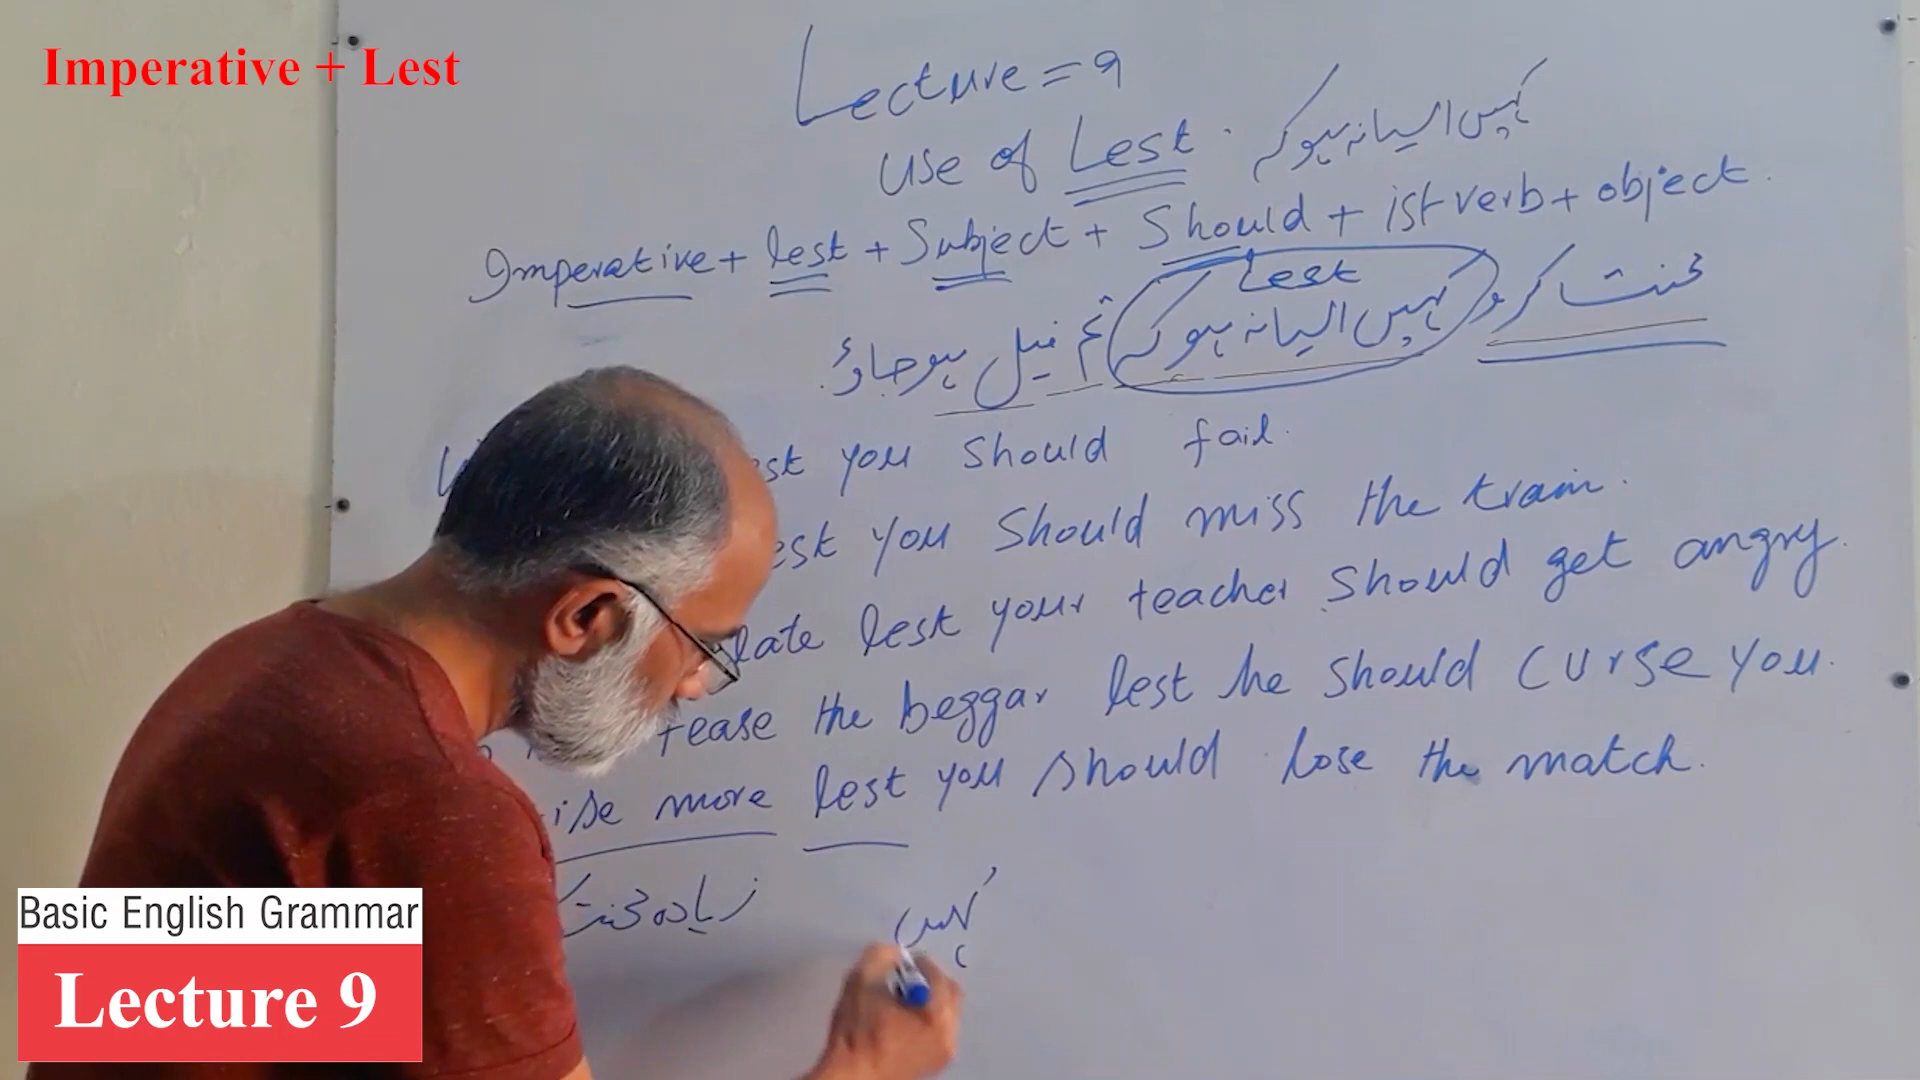 Imperative + Lest
Lecture = 9
Use of Lest. کہیں ایسا نہ ہو کہ
Imperative + lest + Subject + Should + 1st verb + object.
Lest
محنت کرو کہیں ایسا نہ ہو کہ تم فیل ہو جاؤ.
you should fail.
you should miss the train.
late lest your teacher should get angry.
tease the beggar lest he should curse you.
more lest you should lose the match.
زیادہ محنت
کہیں
Basic English Grammar
Lecture 9